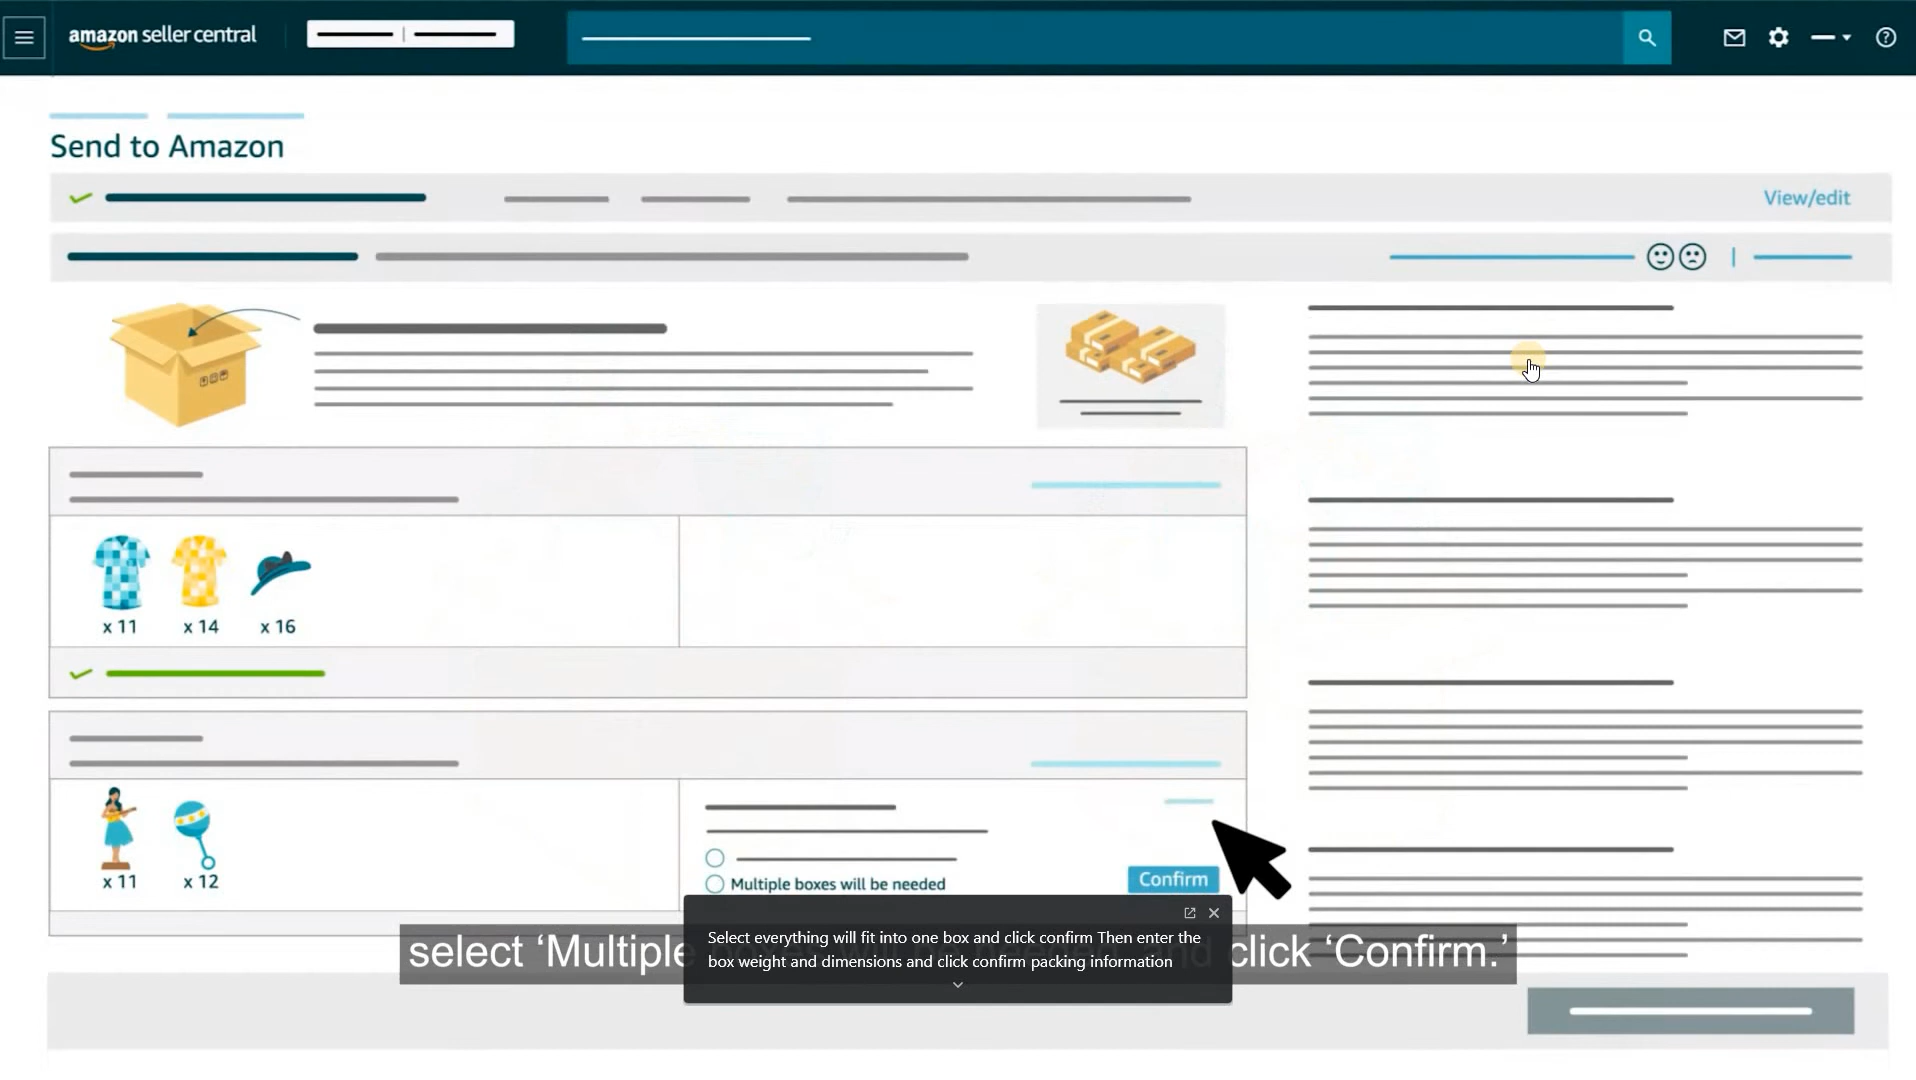 amazon seller central
Send to Amazon
View/edit
x 11 x 14 x 16
x 11 x 12
Multiple boxes will be needed
Confirm
select ‘Multiple click ‘Confirm.’
Select everything will fit into one box and click confirm Then enter the
box weight and dimensions and click confirm packing information